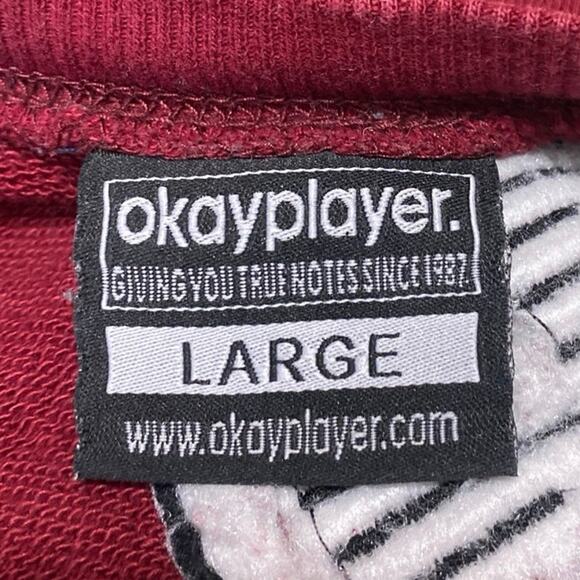 okayplayer.
GIVING YOU TRUE NOTES SINCE 1987.
LARGE
www.okayplayer.com